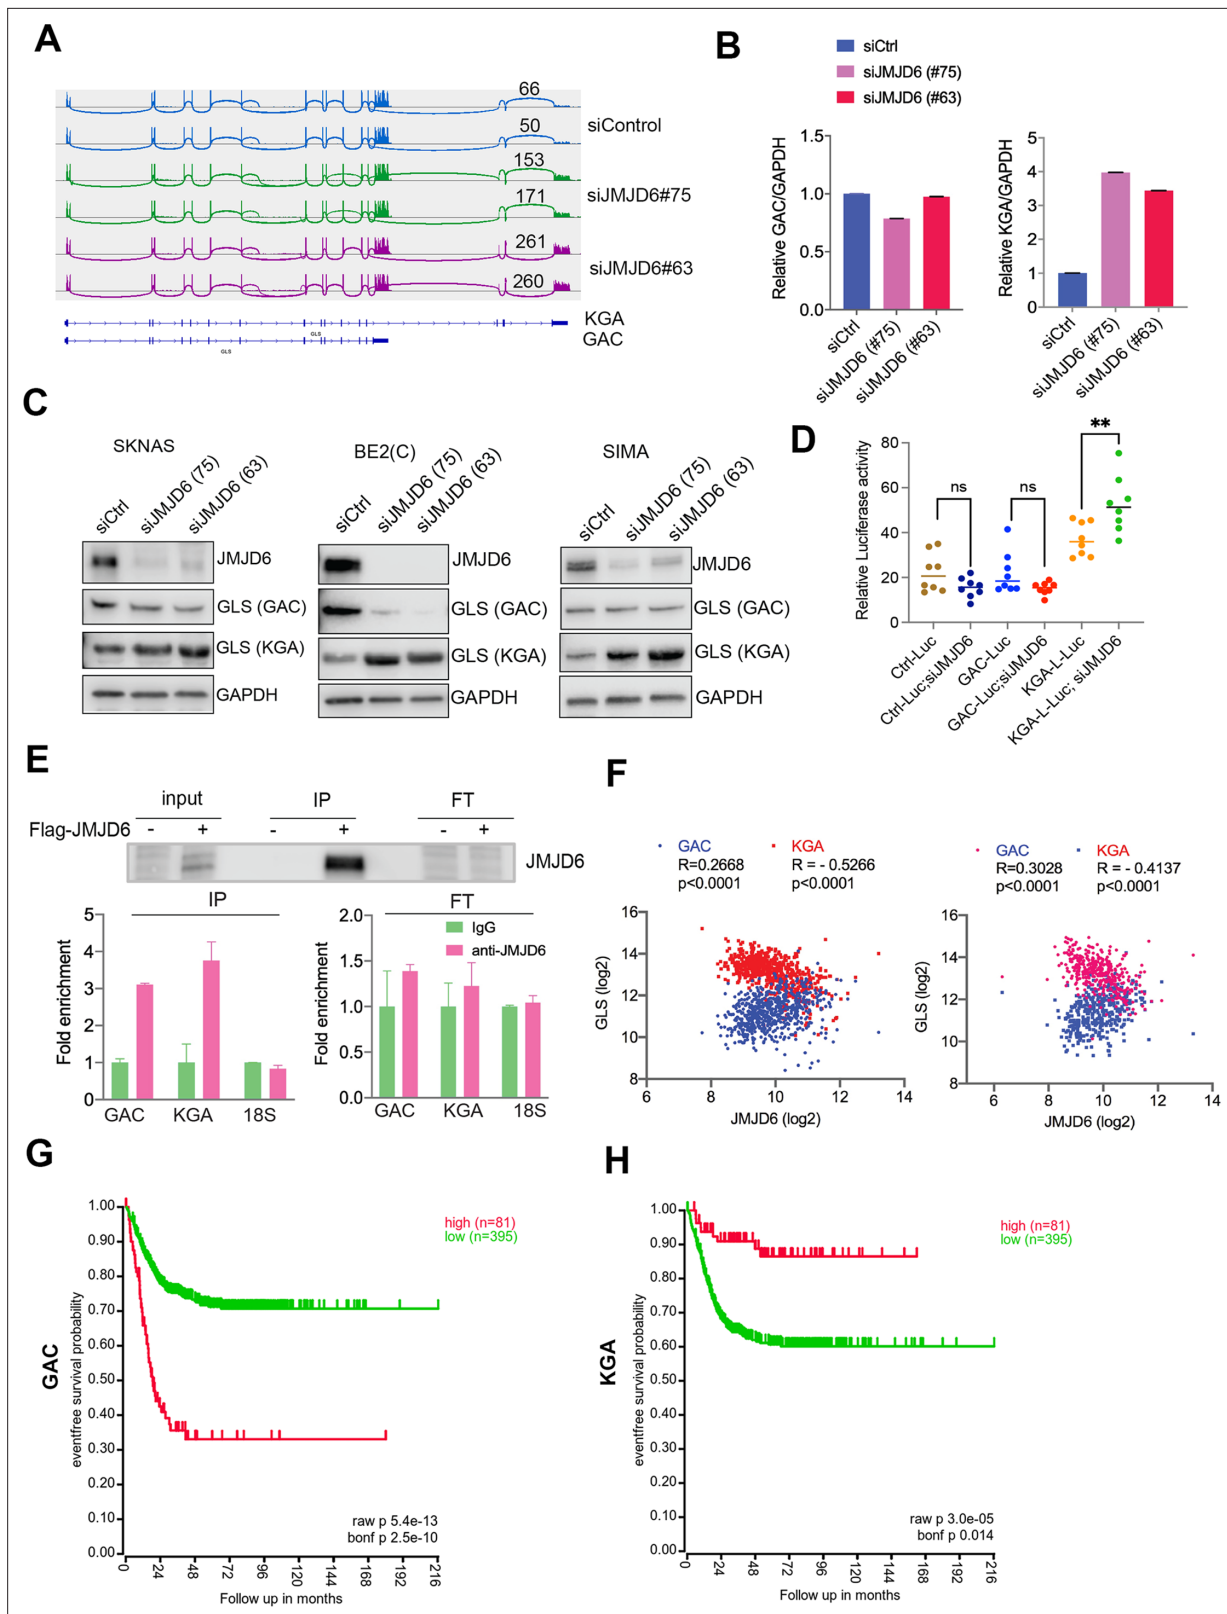 A
66
50
siControl
153
171
siJMJD6#75
261
260
siJMJD6#63
KGA
GLS
GAC
GLS
B
siCtrl
siJMJD6 (#75)
siJMJD6 (#63)
Relative GAC/GAPDH
1.5
1.0
0.5
0.0
siCtrl
siJMJD6 (#75)
siJMJD6 (#63)
Relative KGA/GAPDH
5
4
3
2
1
0
siCtrl
siJMJD6 (#75)
siJMJD6 (#63)
C
SKNAS
siCtrl
siJMJD6 (75)
siJMJD6 (63)
JMJD6
GLS (GAC)
GLS (KGA)
GAPDH
BE2(C)
siCtrl
siJMJD6 (75)
siJMJD6 (63)
JMJD6
GLS (GAC)
GLS (KGA)
GAPDH
SIMA
siCtrl
siJMJD6 (75)
siJMJD6 (63)
JMJD6
GLS (GAC)
GLS (KGA)
GAPDH
D
Relative Luciferase activity
80
60
40
20
0
ns
ns
**
Ctrl-Luc
Ctrl-Luc;siJMJD6
GAC-Luc
GAC-Luc;siJMJD6
KGA-L-Luc
KGA-L-Luc; siJMJD6
E
input IP FT
Flag-JMJD6 - + - + - +
JMJD6
IP
Fold enrichment
5
4
3
2
1
0
GAC KGA 18S
FT
IgG
anti-JMJD6
Fold enrichment
2.0
1.5
1.0
0.5
0.0
GAC KGA 18S
F
GAC KGA
R=0.2668 R = - 0.5266
p<0.0001 p<0.0001
GLS (log2)
16
14
12
10
8
6 8 10 12 14
JMJD6 (log2)
GAC KGA
R=0.3028 R = - 0.4137
p<0.0001 p<0.0001
GLS (log2)
16
14
12
10
8
6 8 10 12 14
JMJD6 (log2)
G
GAC
eventfree survival probability
1.00
0.90
0.80
0.70
0.60
0.50
0.40
0.30
0.20
0.10
0.00
high (n=81)
low (n=395)
raw p 5.4e-13
bonf p 2.5e-10
0 24 48 72 96 120 144 168 192 216
Follow up in months
H
KGA
eventfree survival probability
1.00
0.90
0.80
0.70
0.60
0.50
0.40
0.30
0.20
0.10
0.00
high (n=81)
low (n=395)
raw p 3.0e-05
bonf p 0.014
0 24 48 72 96 120 144 168 192 216
Follow up in months